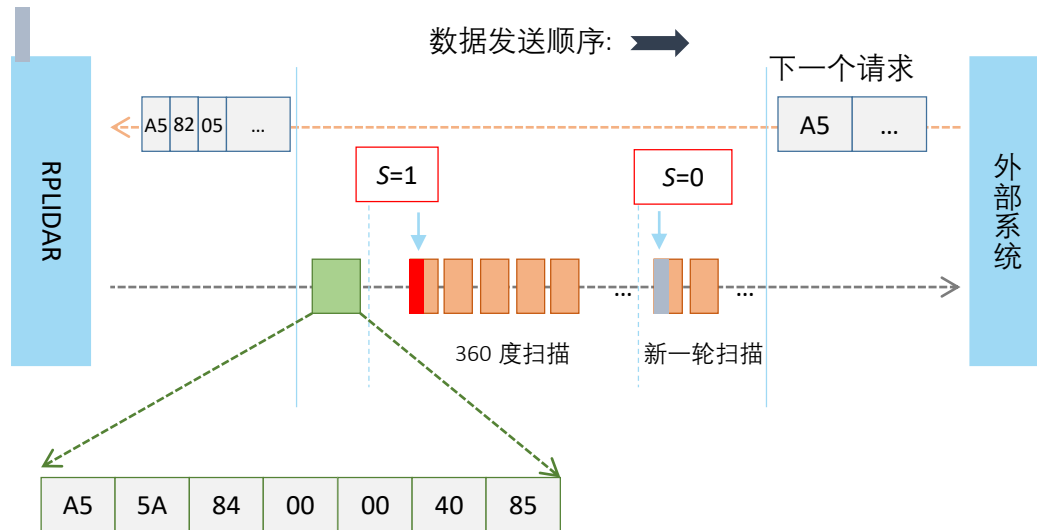 数据发送顺序:
下一个请求
A5 82 05 ...
A5 ...
RPLIDAR
外部系统
S=1
S=0
... ...
360 度扫描
新一轮扫描
A5 5A 84 00 00 40 85